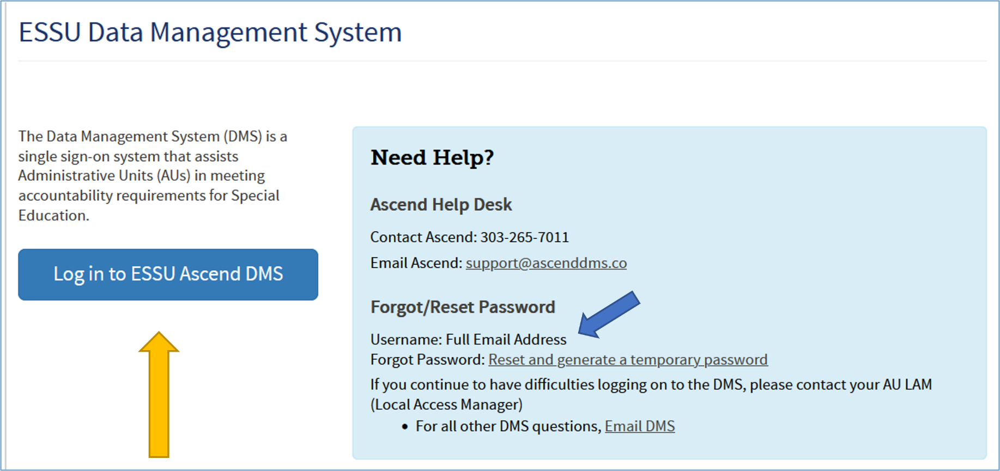 ESSU Data Management System
The Data Management System (DMS) is a
single sign-on system that assists
Administrative Units (AUs) in meeting
accountability requirements for Special
Education.
Log in to ESSU Ascend DMS
Need Help?
Ascend Help Desk
Contact Ascend: 303-265-7011
Email Ascend: support@ascenddms.co
Forgot/Reset Password
Username: Full Email Address
Forgot Password: Reset and generate a temporary password
If you continue to have difficulties logging on to the DMS, please contact your AU LAM
(Local Access Manager)
• For all other DMS questions, Email DMS